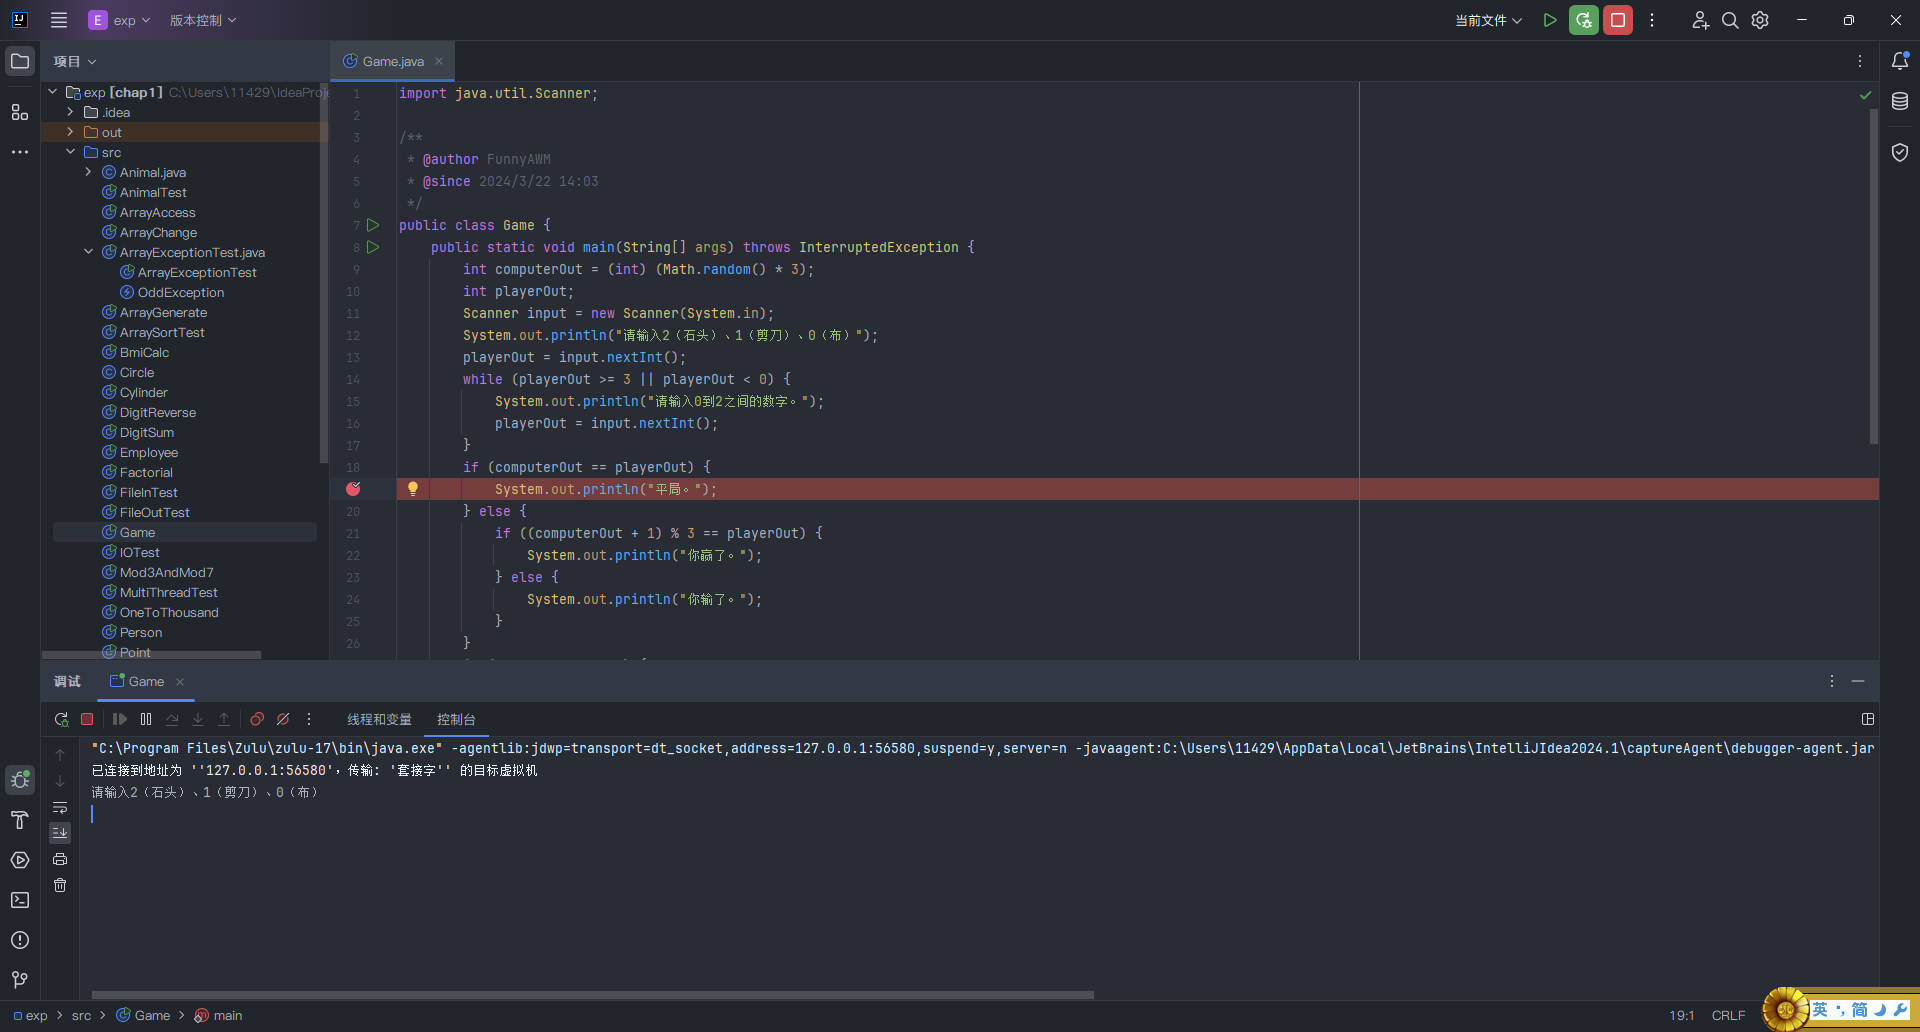 E exp 版本控制 当前文件
项目
Game.java ×
exp [chap1] C:\Users\11429\IdeaProje
.idea
out
src
Animal.java
AnimalTest
ArrayAccess
ArrayChange
ArrayExceptionTest.java
ArrayExceptionTest
OddException
ArrayGenerate
ArraySortTest
BmiCalc
Circle
Cylinder
DigitReverse
DigitSum
Employee
Factorial
FileInTest
FileOutTest
Game
IOTest
Mod3AndMod7
MultiThreadTest
OneToThousand
Person
Point
1 import java.util.Scanner;
2
3 /**
4 * @author FunnyAWM
5 * @since 2024/3/22 14:03
6 */
7 public class Game {
8 public static void main(String[] args) throws InterruptedException {
9 int computerOut = (int) (Math.random() * 3);
10 int playerOut;
11 Scanner input = new Scanner(System.in);
12 System.out.println("请输入2（石头）、1（剪刀）、0（布）");
13 playerOut = input.nextInt();
14 while (playerOut >= 3 || playerOut < 0) {
15 System.out.println("请输入0到2之间的数字。");
16 playerOut = input.nextInt();
17 }
18 if (computerOut == playerOut) {
System.out.println("平局。");
20 } else {
21 if ((computerOut + 1) % 3 == playerOut) {
22 System.out.println("你赢了。");
23 } else {
24 System.out.println("你输了。");
25 }
26 }
调试 Game ×
线程和变量 控制台
"C:\Program Files\Zulu\zulu-17\bin\java.exe" -agentlib:jdwp=transport=dt_socket,address=127.0.0.1:56580,suspend=y,server=n -javaagent:C:\Users\11429\AppData\Local\JetBrains\IntelliJIdea2024.1\captureAgent\debugger-agent.jar
已连接到地址为 ''127.0.0.1:56580'，传输: '套接字'' 的目标虚拟机
请输入2（石头）、1（剪刀）、0（布）
exp > src > Game > main
19:1 CRLF
英 简